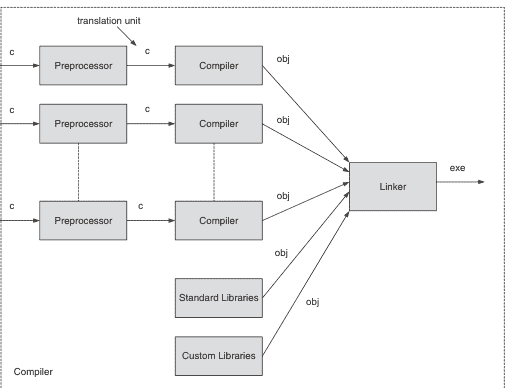 translation unit
c
Preprocessor
c
Compiler
obj
c
Preprocessor
c
Compiler
obj
Linker
exe
c
Preprocessor
c
Compiler
obj
obj
Standard Libraries
obj
Custom Libraries
Compiler